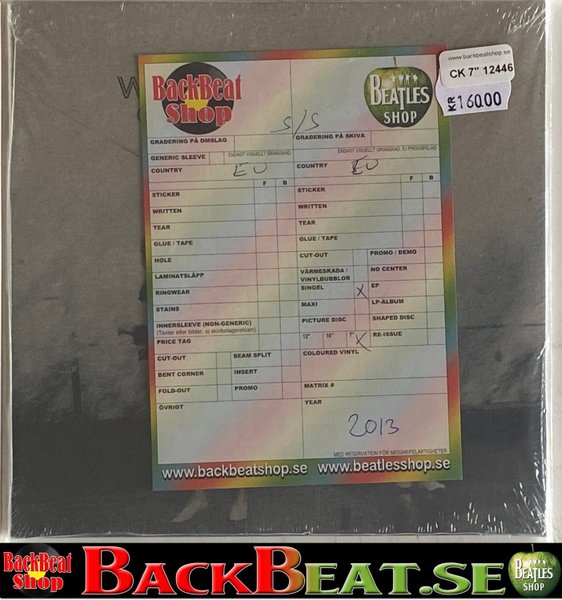 www.backbeatshop.se
CK 7" 12446
KR 160.00
BackBeat
Shop
BEATLES
SHOP
S/S
GRADERING PÅ OMSLAG
GRADERING PÅ SKIVA
GENERIC SLEEVE
ENDAST VISUELLT GRANSKAD
ENDAST VISUELLT GRANSKAD, EJ PROVSPELAD
COUNTRY EU
COUNTRY EU
F B
F B
STICKER
STICKER
WRITTEN
WRITTEN
TEAR
TEAR
GLUE / TAPE
GLUE / TAPE
HOLE
CUT-OUT
PROMO / DEMO
LAMINATSLÄPP
VÄRMESKADA /
VINYLBUBBLOR
NO CENTER
RINGWEAR
SINGEL X
EP
STAINS
MAXI
LP-ALBUM
INNERSLEEVE (NON-GENERIC)
(Texter eller bilder, ej skivbolagsreklam)
PICTURE DISC
SHAPED DISC
PRICE TAG
12" 10" 7" X
RE-ISSUE
CUT-OUT
SEAM SPLIT
COLOURED VINYL
BENT CORNER
INSERT
FOLD-OUT
PROMO
MATRIX #
ÖVRIGT
YEAR
2013
MED RESERVATION FÖR MISSAR/FELAKTIGHETER
www.backbeatshop.se www.beatlesshop.se
BackBeat
Shop
BACKBEAT.SE
BEATLES
SHOP